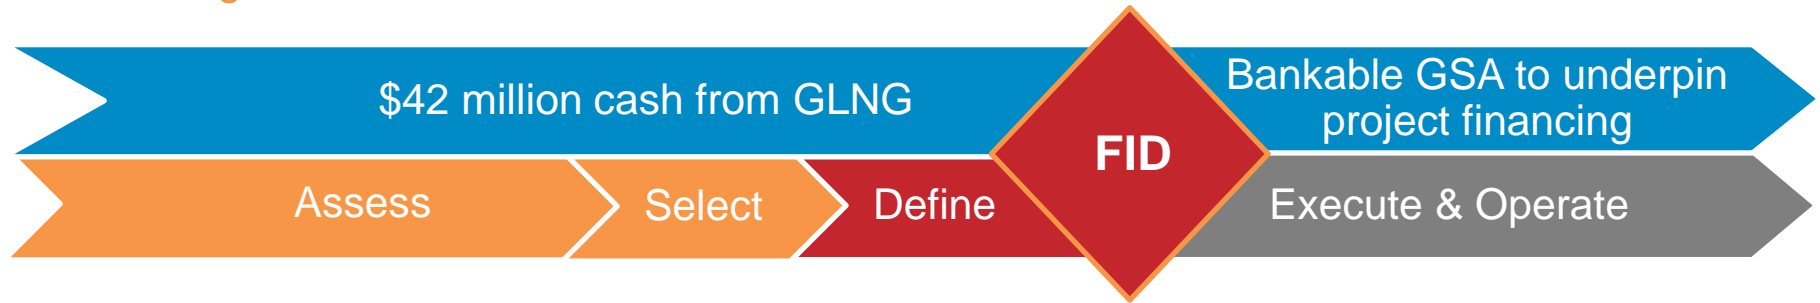 $42 million cash from GLNG
Bankable GSA to underpin
project financing
FID
Assess
Select
Define
Execute & Operate